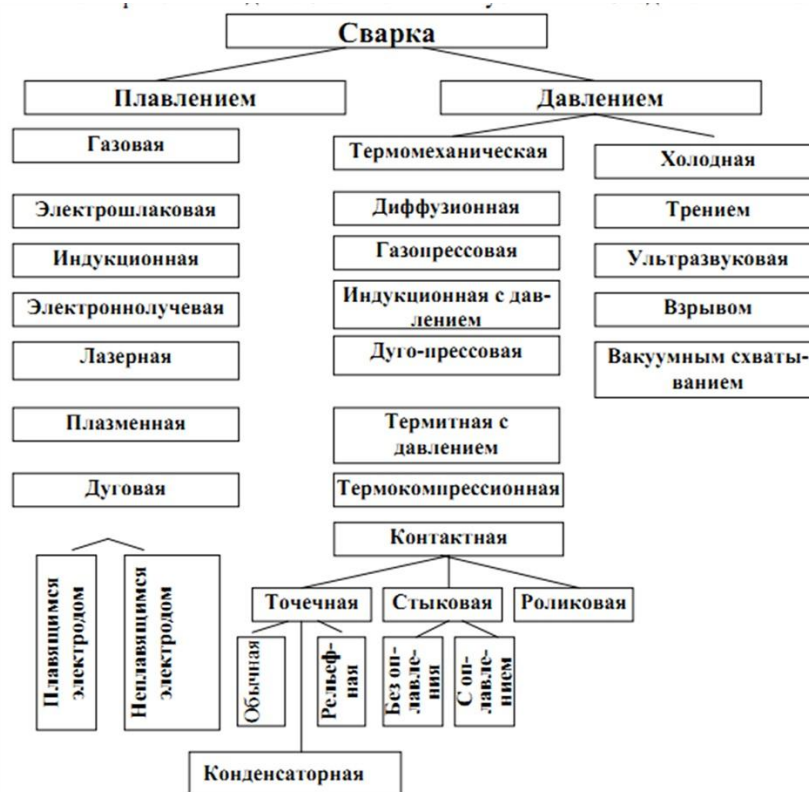 Сварка
Плавлением
Давлением
Газовая
Термомеханическая
Холодная
Электрошлаковая
Диффузионная
Трением
Индукционная
Газопрессовая
Ультразвуковая
Электроннолучевая
Индукционная с дав-
лением
Взрывом
Лазерная
Дуго-прессовая
Вакуумным схваты-
ванием
Плазменная
Термитная с
давлением
Дуговая
Термокомпрессионная
Контактная
Плавящимся
электродом
Неплавящимся
электродом
Точечная
Стыковая
Роликовая
Обычная
Рельеф-
ная
Без оп-
лавле-
ния
С оп-
лавле-
нием
Конденсаторная